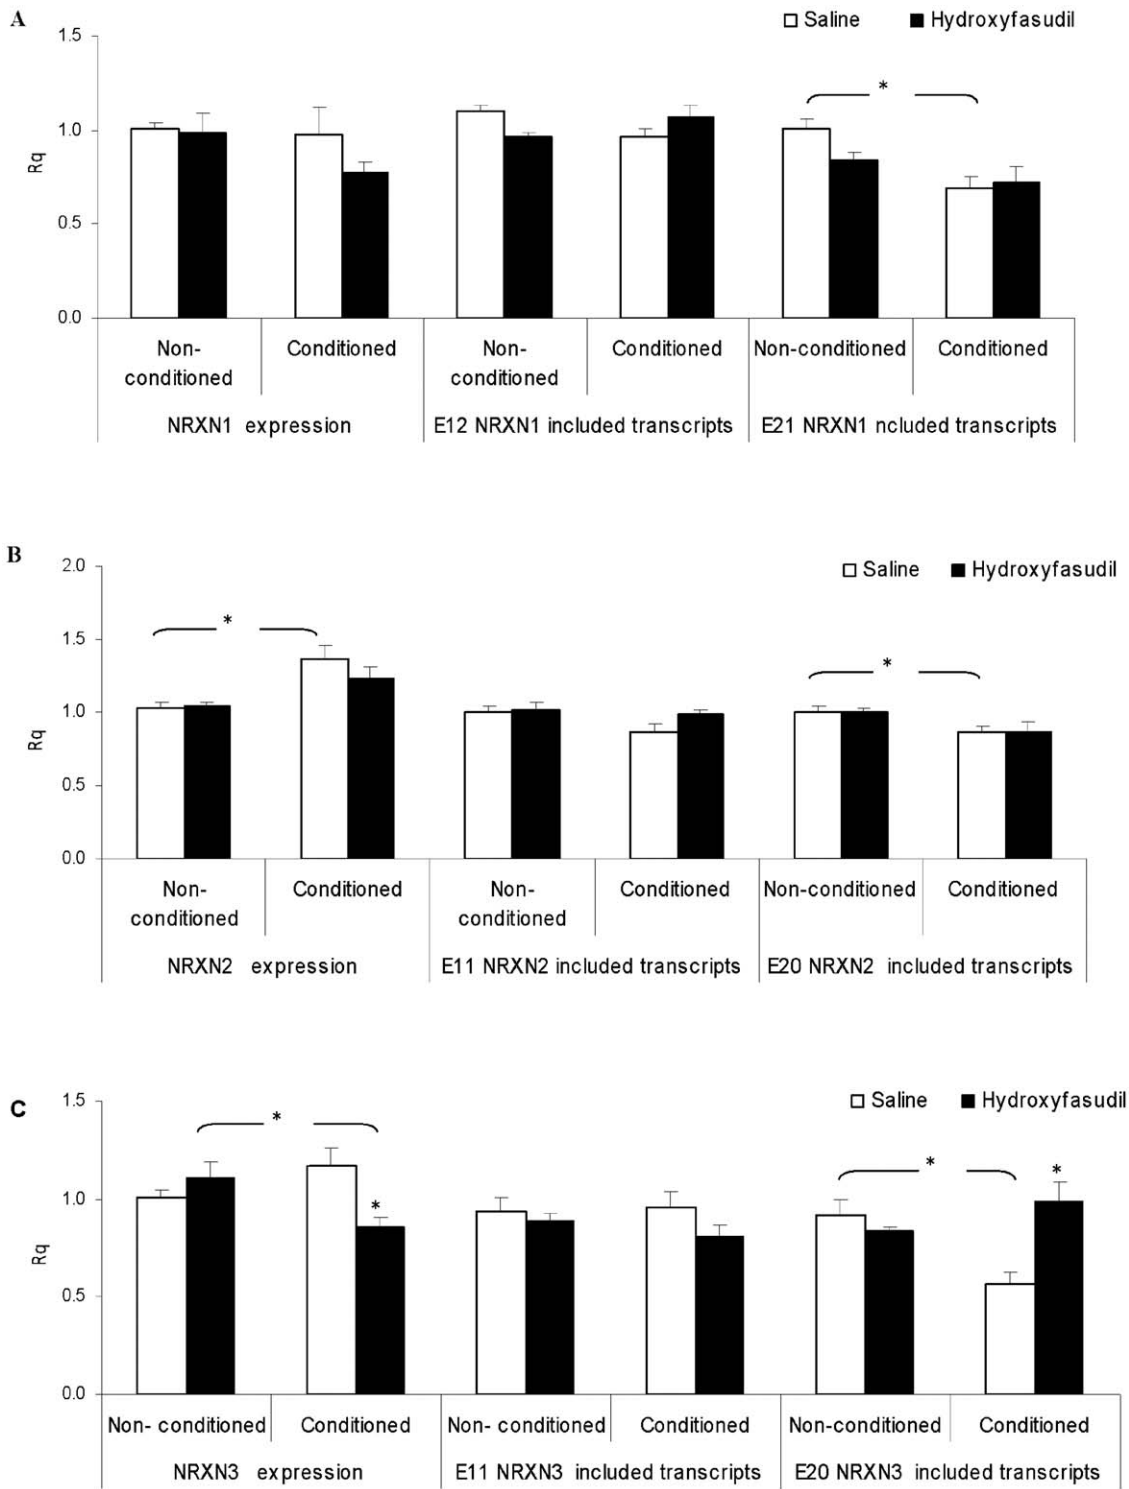 A
Saline Hydroxyfasudil
1.5
*
1.0
Rq
0.5
0.0
Non-conditioned Conditioned Non-conditioned Conditioned Non-conditioned Conditioned
NRXN1 expression E12 NRXN1 included transcripts E21 NRXN1 ncluded transcripts
B
2.0
Saline Hydroxyfasudil
*
1.5
*
1.0
Rq
0.5
0.0
Non-conditioned Conditioned Non-conditioned Conditioned Non-conditioned Conditioned
NRXN2 expression E11 NRXN2 included transcripts E20 NRXN2 included transcripts
C
1.5
Saline Hydroxyfasudil
*
* *
1.0
*
Rq
0.5
0.0
Non- conditioned Conditioned Non- conditioned Conditioned Non-conditioned Conditioned
NRXN3 expression E11 NRXN3 included transcripts E20 NRXN3 included transcripts